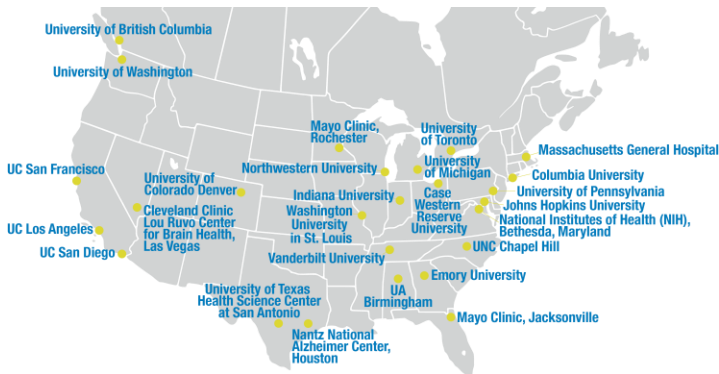 University of British Columbia
University of Washington
Mayo Clinic,
Rochester
University
of Toronto
Massachusetts General Hospital
UC San Francisco
University of
Colorado Denver
Northwestern University
University
of Michigan
Columbia University
University of Pennsylvania
Indiana University
Case
Western
Reserve
University
Johns Hopkins University
Cleveland Clinic
Lou Ruvo Center
for Brain Health,
Las Vegas
Washington
University
in St. Louis
National Institutes of Health (NIH),
Bethesda, Maryland
UC Los Angeles
UC San Diego
Vanderbilt University
UNC Chapel Hill
Emory University
University of Texas
Health Science Center
at San Antonio
UA
Birmingham
Mayo Clinic, Jacksonville
Nantz National
Alzheimer Center,
Houston